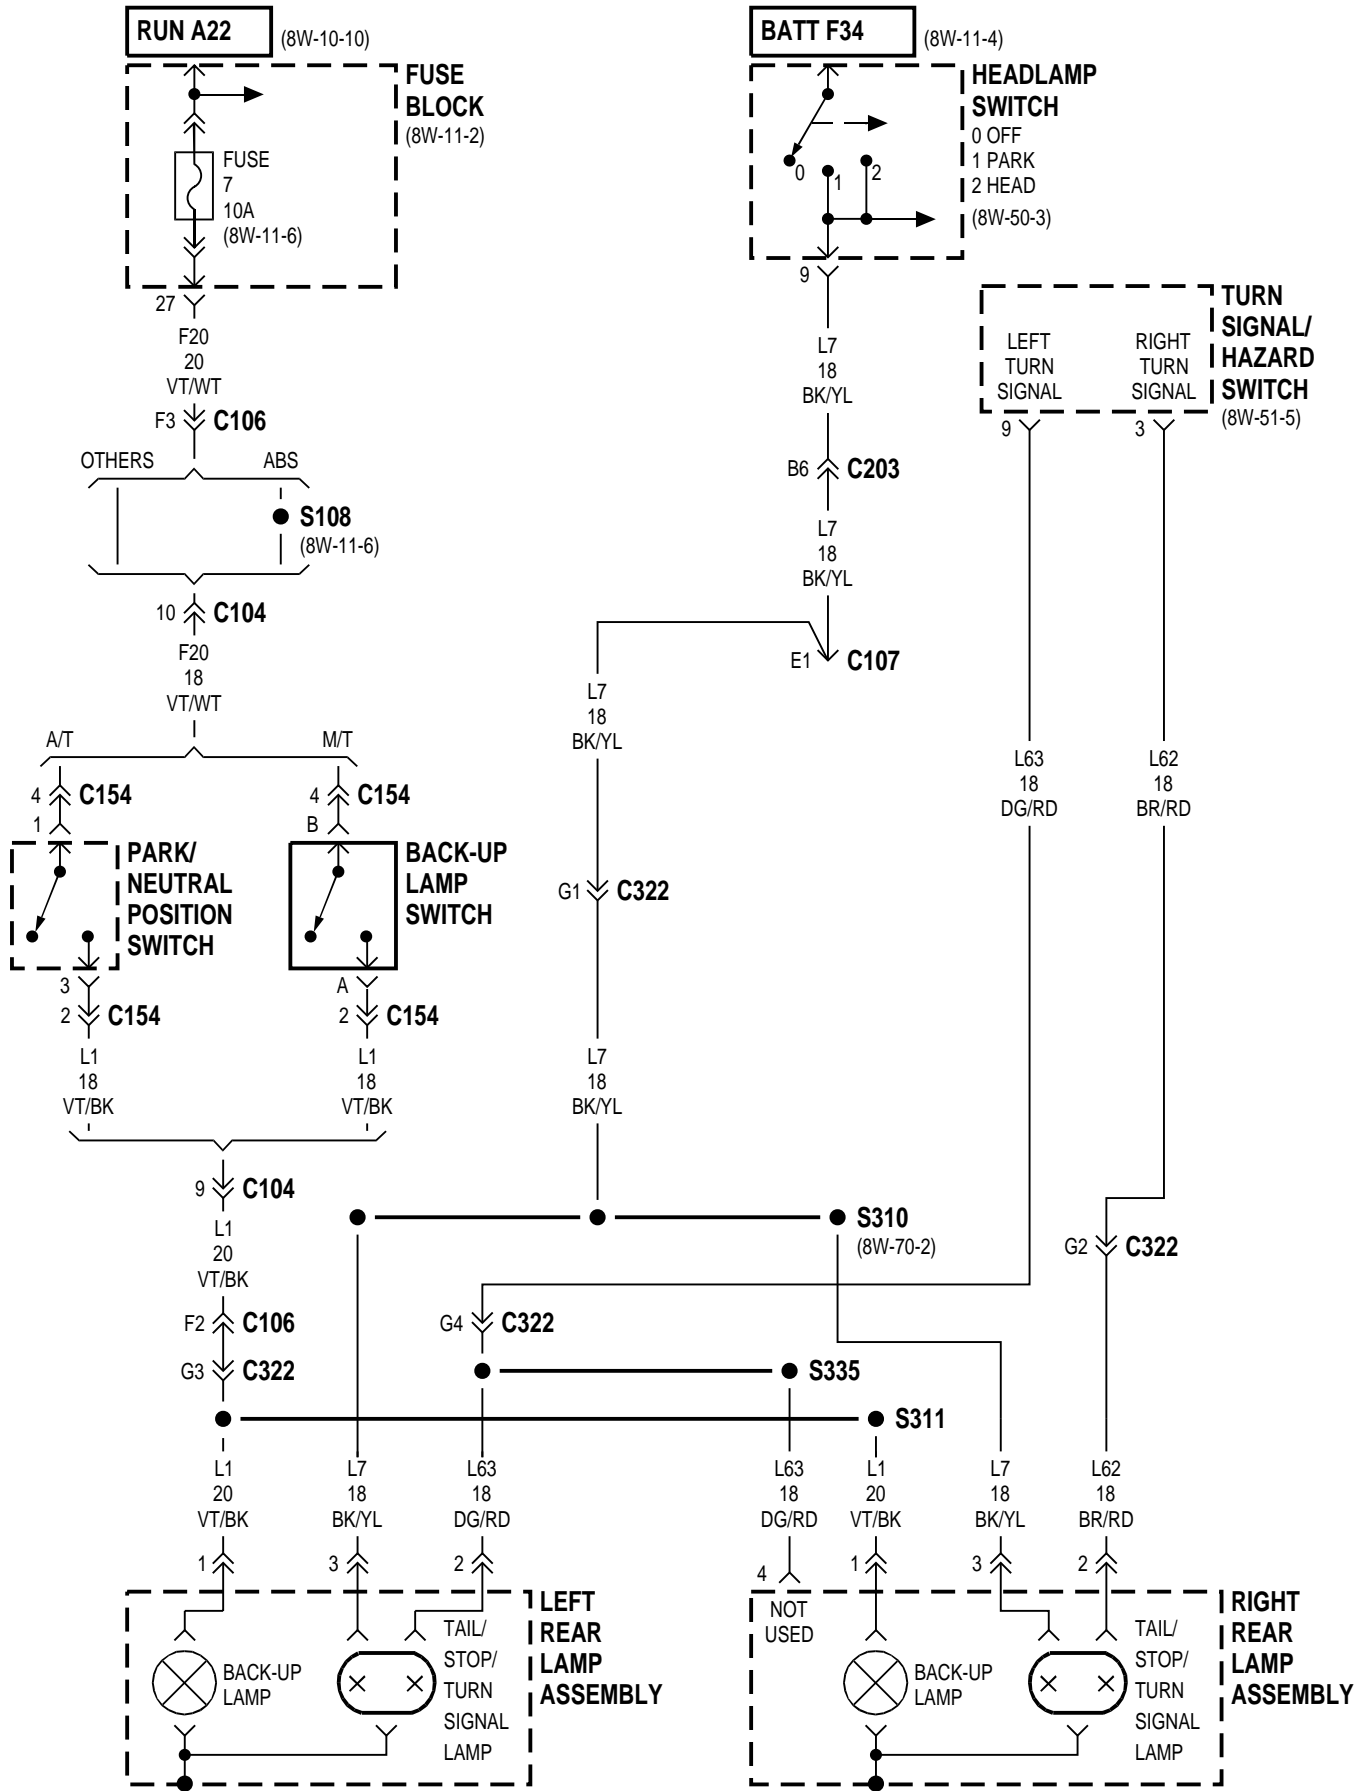 RUN A22
(8W-10-10)
BATT F34
(8W-11-4)
FUSE
BLOCK
(8W-11-2)
FUSE
7
10A
(8W-11-6)
HEADLAMP
SWITCH
0 OFF
1 PARK
2 HEAD
(8W-50-3)
0
1
2
27
F20
20
VT/WT
F3
C106
OTHERS
ABS
S108
(8W-11-6)
10
C104
F20
18
VT/WT
A/T
M/T
4
C154
4
C154
1
B
PARK/
NEUTRAL
POSITION
SWITCH
BACK-UP
LAMP
SWITCH
3
A
2
C154
2
C154
L1
18
VT/BK
L1
18
VT/BK
9
C104
L1
20
VT/BK
F2
C106
G3
C322
9
L7
18
BK/YL
B6
C203
L7
18
BK/YL
E1
C107
L7
18
BK/YL
G1
C322
L7
18
BK/YL
S310
(8W-70-2)
TURN
SIGNAL/
HAZARD
SWITCH
(8W-51-5)
LEFT
TURN
SIGNAL
RIGHT
TURN
SIGNAL
9
3
L63
18
DG/RD
L62
18
BR/RD
G2
C322
G4
C322
S335
S311
L1
20
VT/BK
L7
18
BK/YL
L63
18
DG/RD
L63
18
DG/RD
L1
20
VT/BK
L7
18
BK/YL
L62
18
BR/RD
1
3
2
4
1
3
2
LEFT
REAR
LAMP
ASSEMBLY
BACK-UP
LAMP
TAIL/
STOP/
TURN
SIGNAL
LAMP
NOT
USED
BACK-UP
LAMP
TAIL/
STOP/
TURN
SIGNAL
LAMP
RIGHT
REAR
LAMP
ASSEMBLY